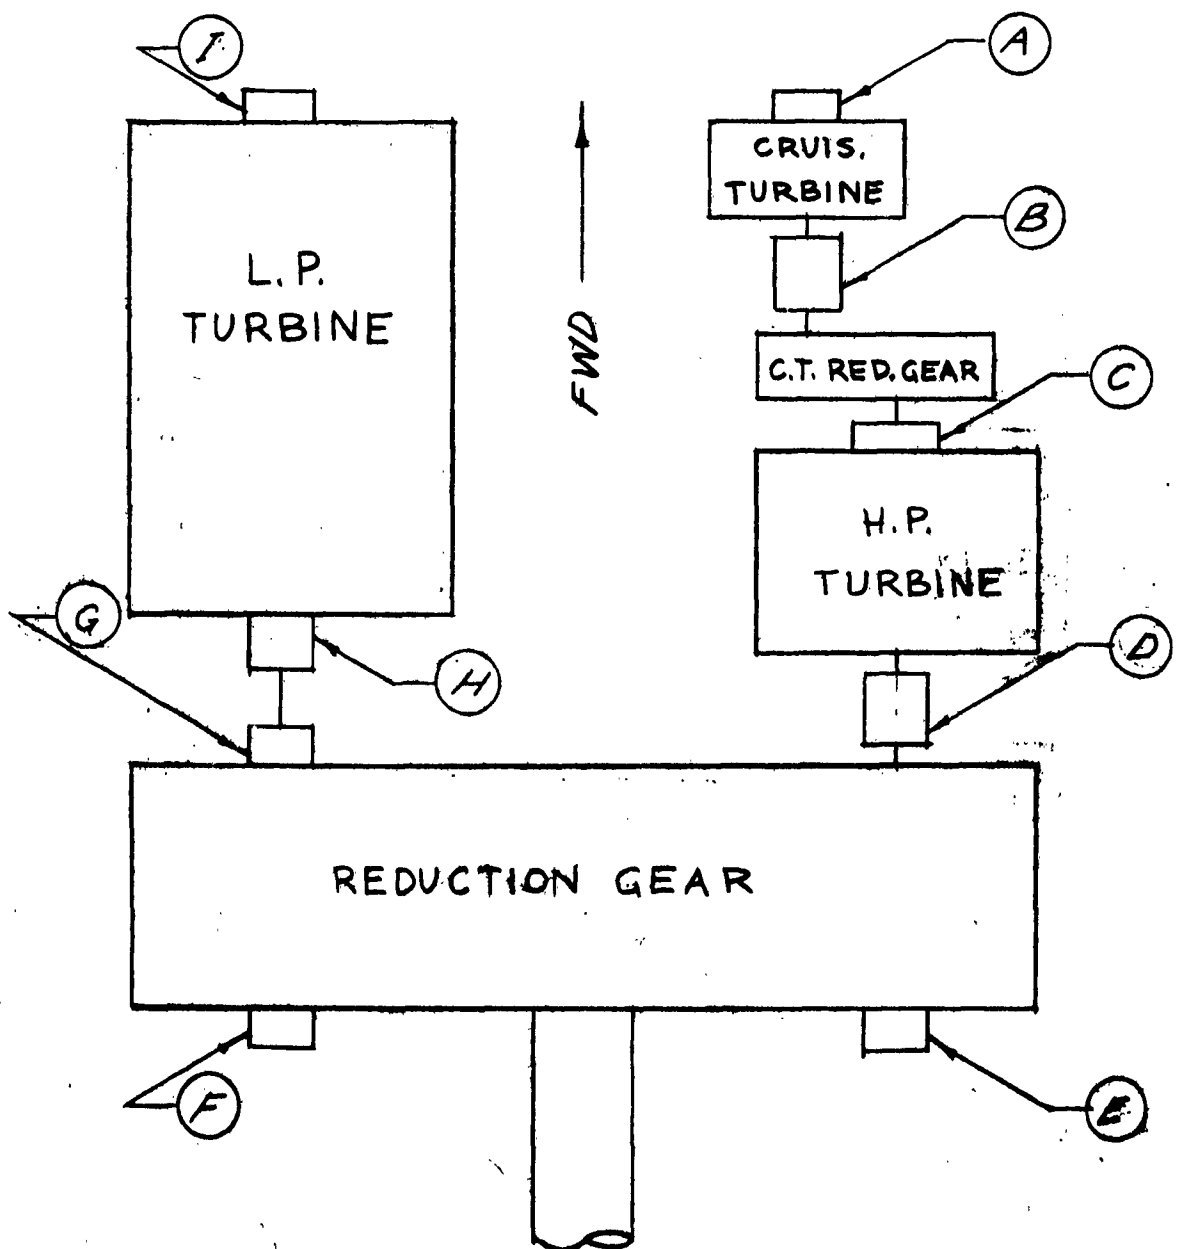 I
A
CRUIS.
TURBINE
B
L.P.
TURBINE
FWD
C.T. RED. GEAR
C
H.P.
TURBINE
G
H
D
REDUCTION GEAR
F
E